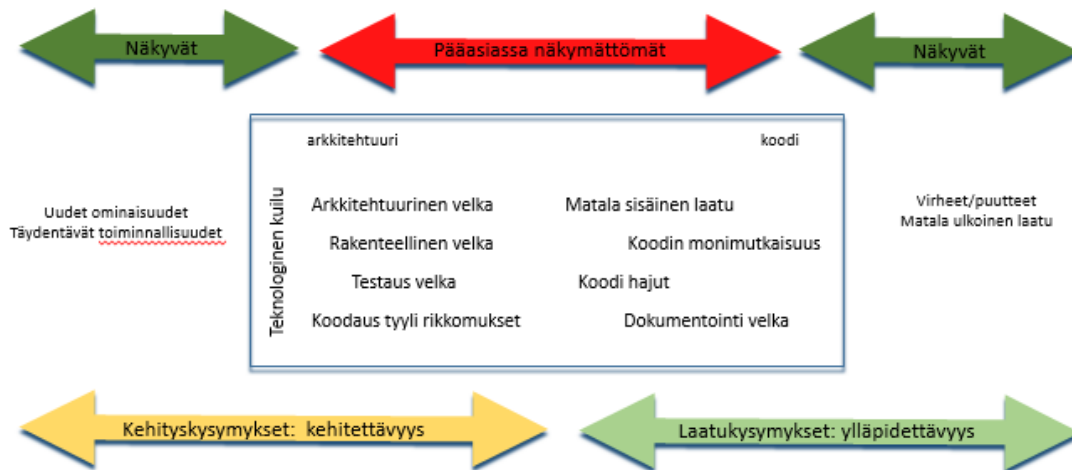 Näkyvät
Pääasiassa näkymättömät
Näkyvät
arkkitehtuuri
koodi
Uudet ominaisuudet
Täydentävät toiminnallisuudet
Teknologinen kuilu
Arkkitehtuurinen velka
Matala sisäinen laatu
Rakenteellinen velka
Koodin monimutkaisuus
Testaus velka
Koodi hajut
Koodaus tyyli rikkomukset
Dokumentointi velka
Virheet/puutteet
Matala ulkoinen laatu
Kehityskysymykset: kehitettävyys
Laatukysymykset: ylläpidettävyys